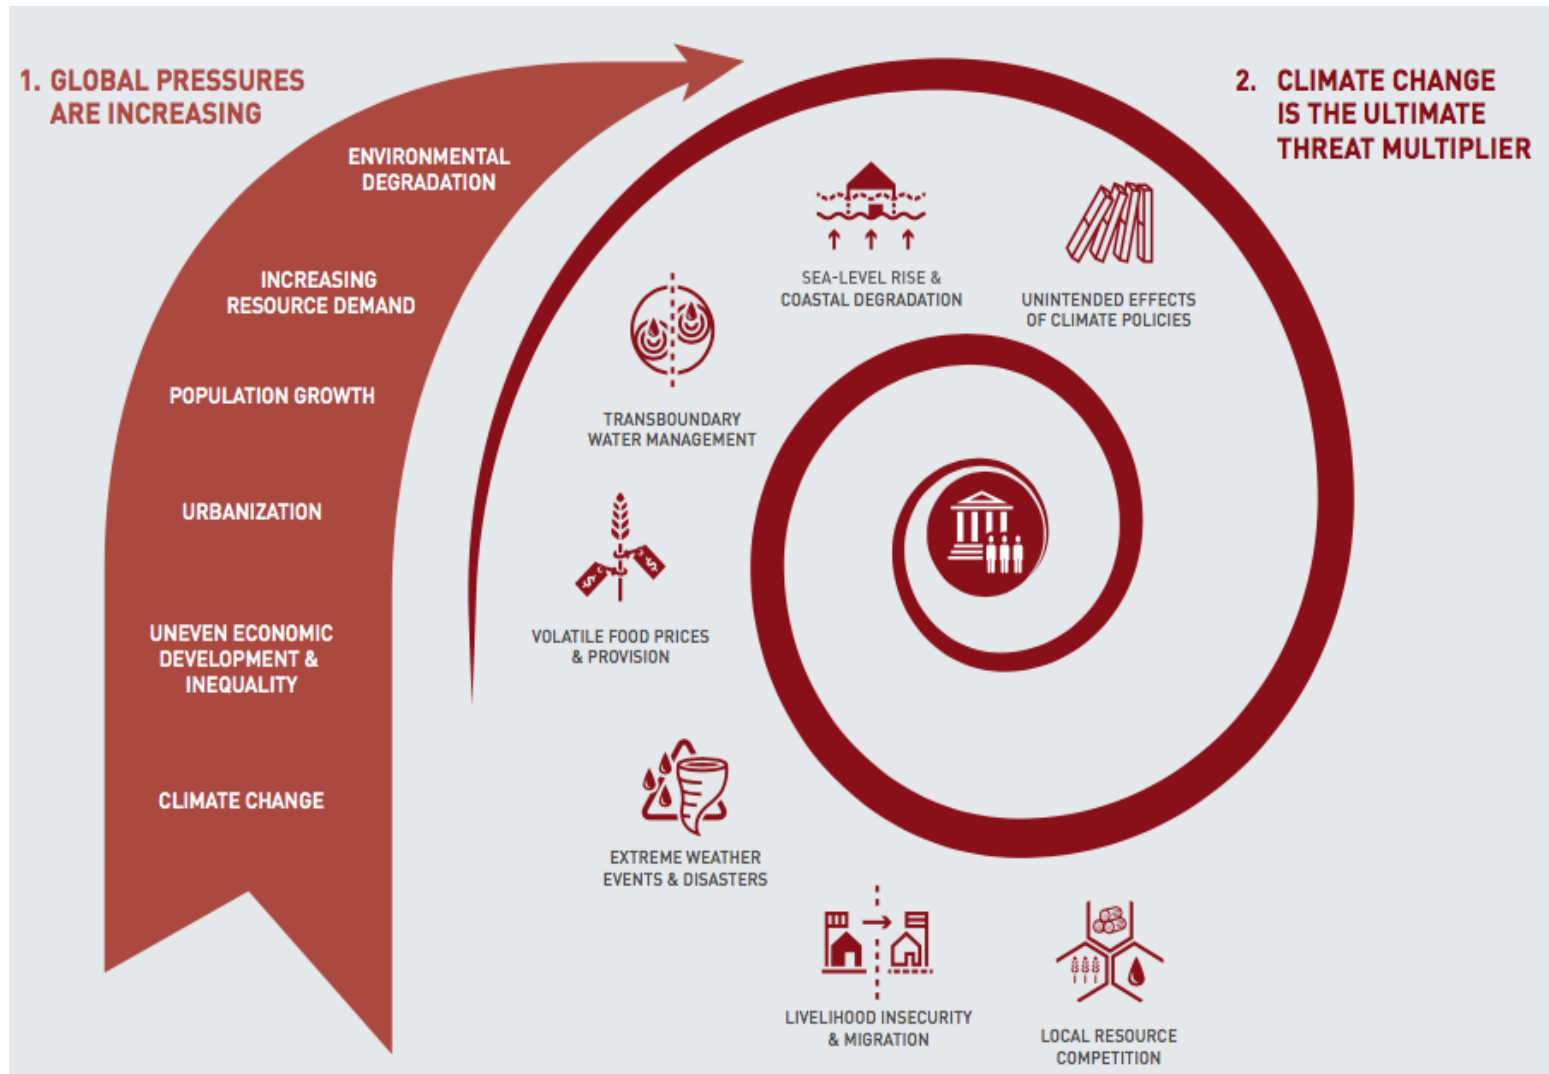 1. GLOBAL PRESSURES
ARE INCREASING
ENVIRONMENTAL
DEGRADATION
INCREASING
RESOURCE DEMAND
POPULATION GROWTH
URBANIZATION
UNEVEN ECONOMIC
DEVELOPMENT &
INEQUALITY
CLIMATE CHANGE
2. CLIMATE CHANGE
IS THE ULTIMATE
THREAT MULTIPLIER
UNINTENDED EFFECTS
OF CLIMATE POLICIES
SEA-LEVEL RISE &
COASTAL DEGRADATION
TRANSBOUNDARY
WATER MANAGEMENT
$ $
VOLATILE FOOD PRICES
& PROVISION
EXTREME WEATHER
EVENTS & DISASTERS
LIVELIHOOD INSECURITY
& MIGRATION
LOCAL RESOURCE
COMPETITION